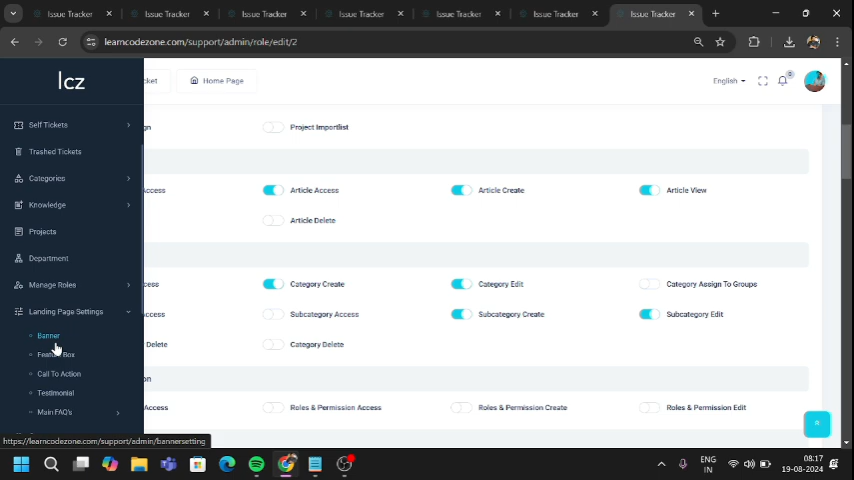 Issue Tracker
Issue Tracker
Issue Tracker
Issue Tracker
Issue Tracker
Issue Tracker
Issue Tracker
learncodezone.com/support/admin/role/edit/2
lcz
cket
Home Page
English
0
Self Tickets
Trashed Tickets
Categories
Knowledge
Projects
Department
Manage Roles
Landing Page Settings
Banner
Feature Box
Call To Action
Testimonial
Main FAQ's
ign
Project Importlist
Access
Article Access
Article Create
Article View
Article Delete
cess
Category Create
Category Edit
Category Assign To Groups
Access
Subcategory Access
Subcategory Create
Subcategory Edit
y Delete
Category Delete
on
Access
Roles & Permission Access
Roles & Permission Create
Roles & Permission Edit
https://learncodezone.com/support/admin/bannersetting
ENG
IN
08:17
19-08-2024